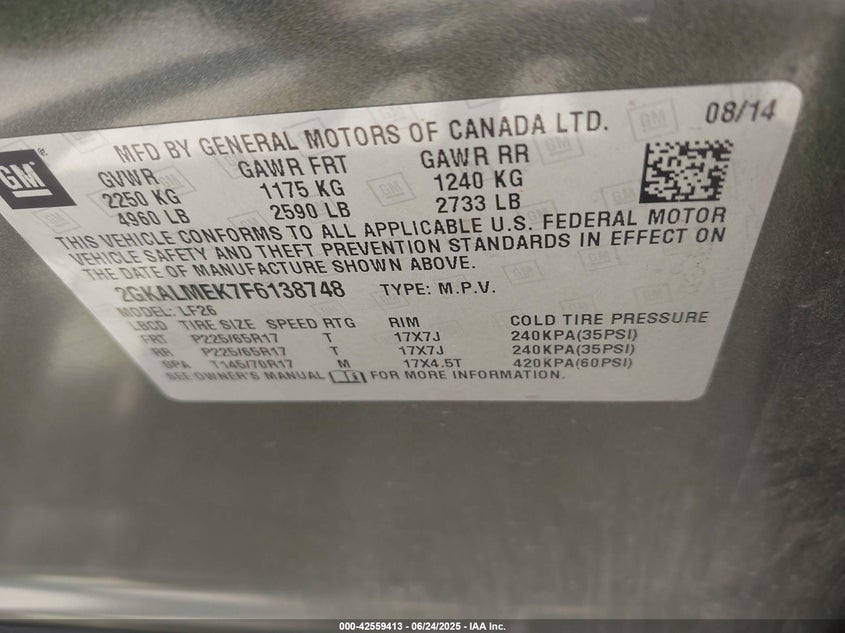 08/14
MFD BY GENERAL MOTORS OF CANADA LTD.
GM ®
GVWR GAWR FRT GAWR RR
2250 KG 1175 KG 1240 KG
4960 LB 2590 LB 2733 LB
THIS VEHICLE CONFORMS TO ALL APPLICABLE U.S. FEDERAL MOTOR
VEHICLE SAFETY AND THEFT PREVENTION STANDARDS IN EFFECT ON
THE DATE OF MANUFACTURE SHOWN ABOVE.
2GKALMEK7F6138748 TYPE: M.P.V.
MODEL: LF26
LBCD TIRE SIZE SPEED RTG RIM COLD TIRE PRESSURE
FRT P225/65R17 T 17X7J 240KPA(35PSI)
RR P225/65R17 T 17X7J 240KPA(35PSI)
SPA T145/70R17 M 17X4.5T 420KPA(60PSI)
SEE OWNER'S MANUAL FOR MORE INFORMATION.
000-42559413 - 06/24/2025 - IAA Inc.